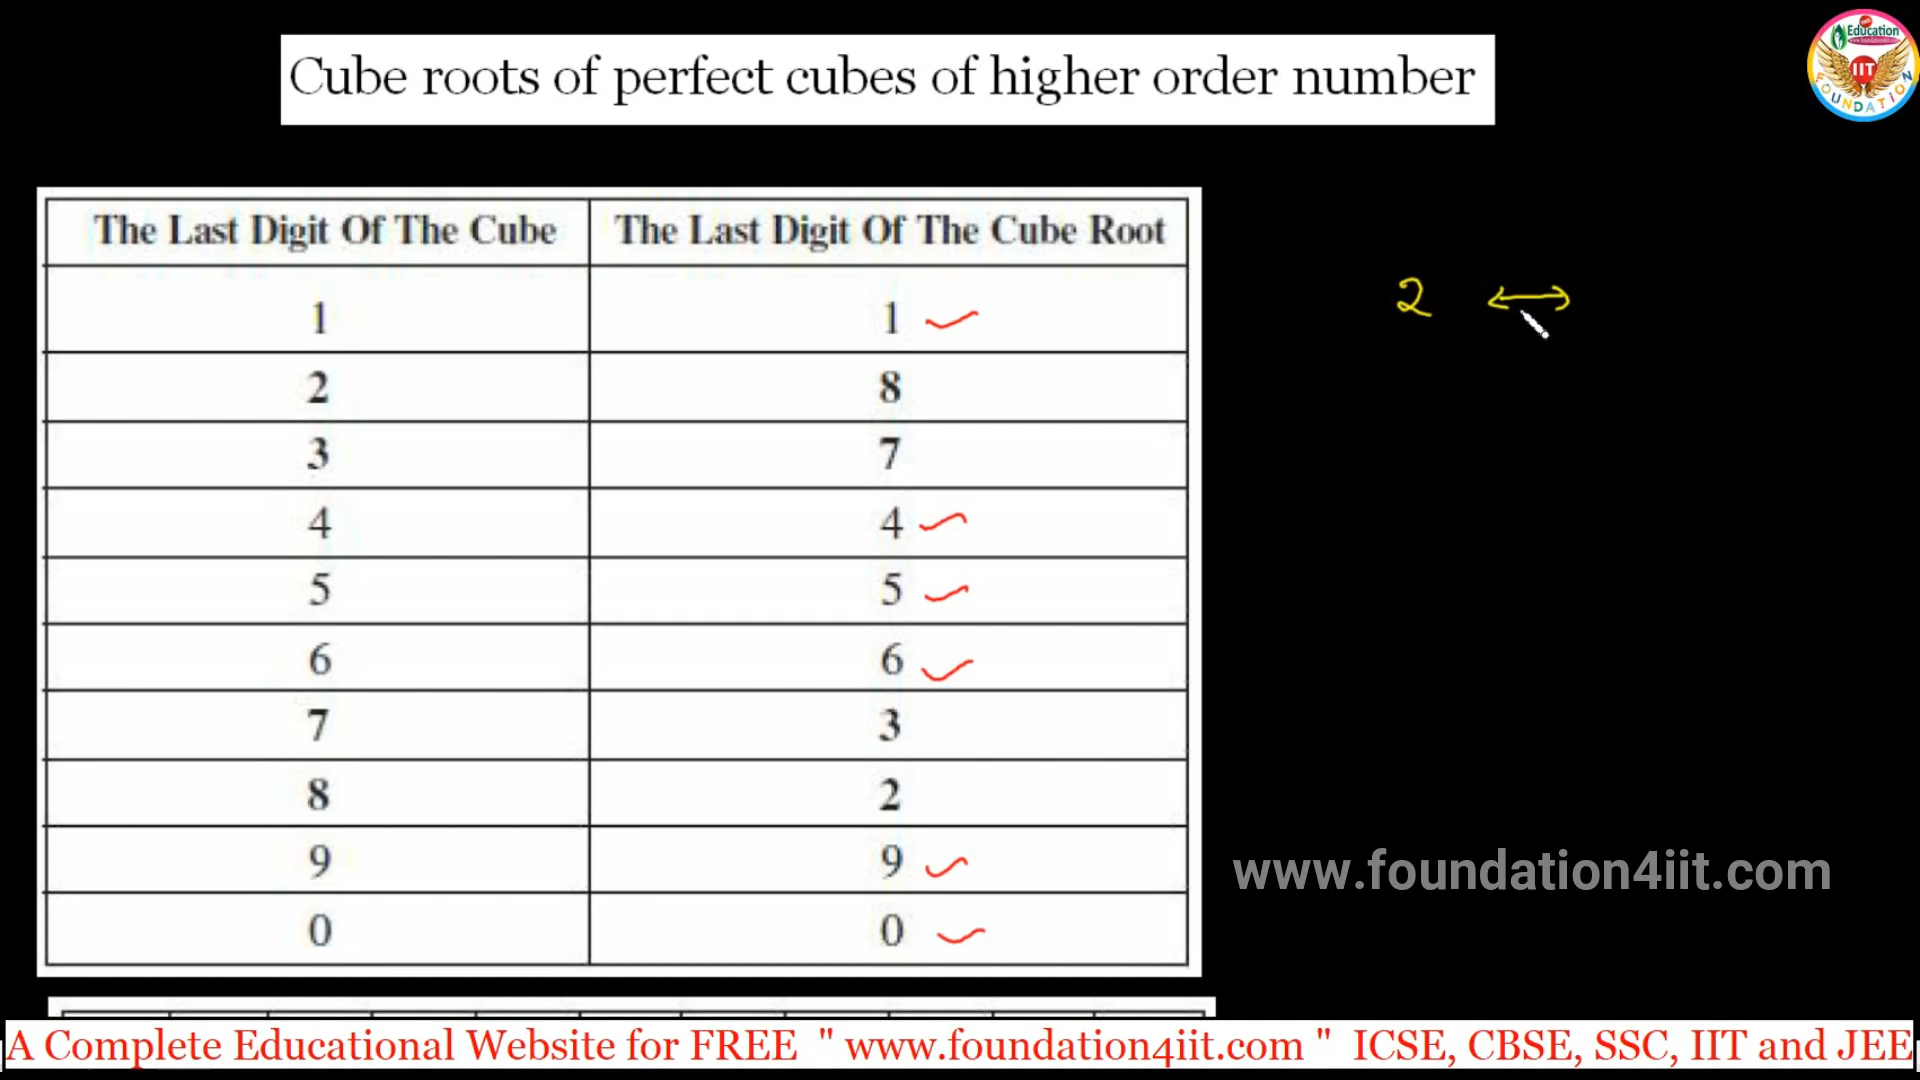 Cube roots of perfect cubes of higher order number
Education
IIT
FOUNDATION
The Last Digit Of The Cube The Last Digit Of The Cube Root
1 1
2 8
3 7
4 4
5 5
6 6
7 3
8 2
9 9
0 0
2 ↔
www.foundation4iit.com
A Complete Educational Website for FREE " www.foundation4iit.com " ICSE, CBSE, SSC, IIT and JEE